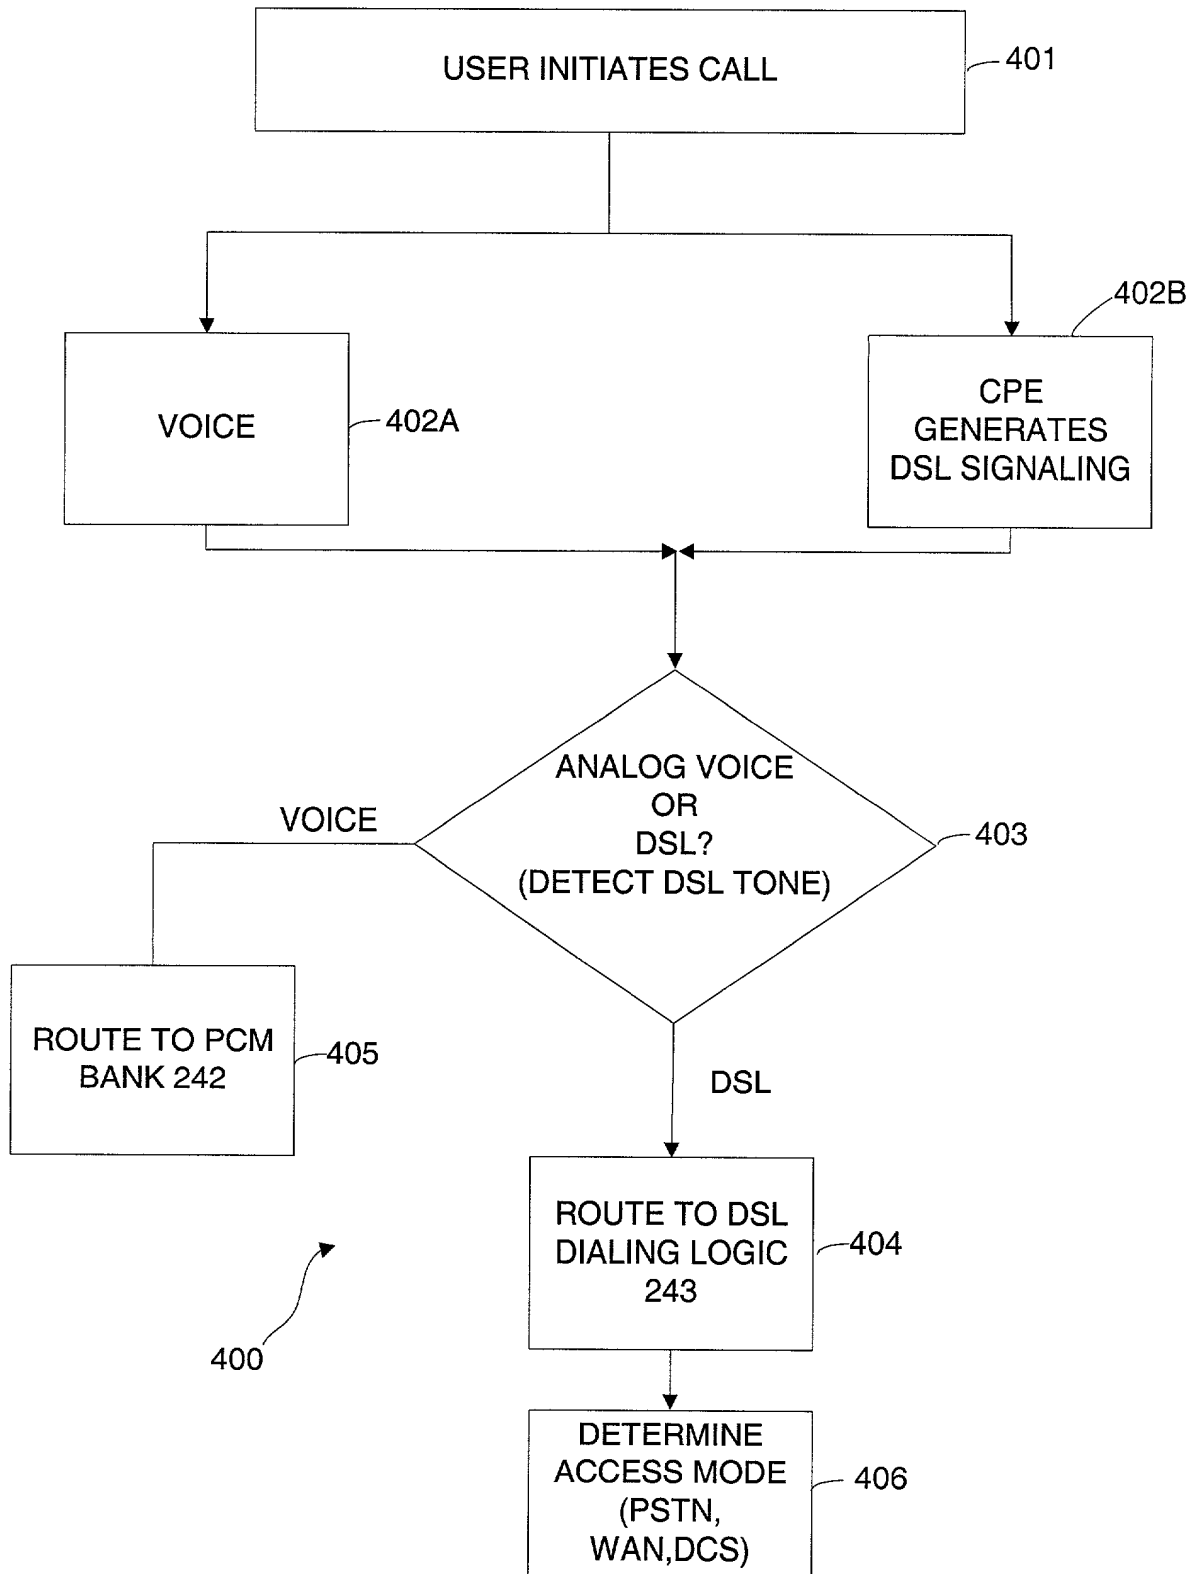 USER INITIATES CALL
401
402B
VOICE
402A
CPE
GENERATES
DSL SIGNALING
ANALOG VOICE
OR
DSL?
(DETECT DSL TONE)
VOICE
403
ROUTE TO PCM
BANK 242
405
DSL
ROUTE TO DSL
DIALING LOGIC
243
404
400
DETERMINE
ACCESS MODE
(PSTN,
WAN,DCS)
406